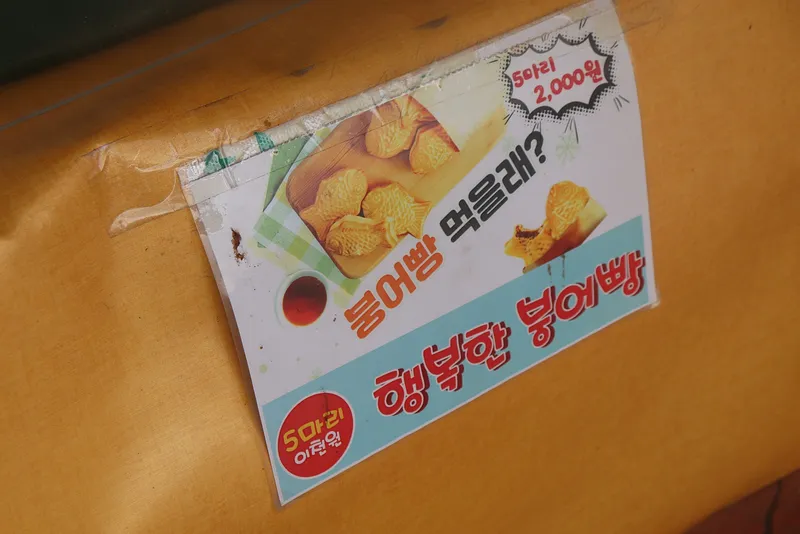 5마리
2,000원
붕어빵 먹을래?
행복한 붕어빵
5마리
이천원